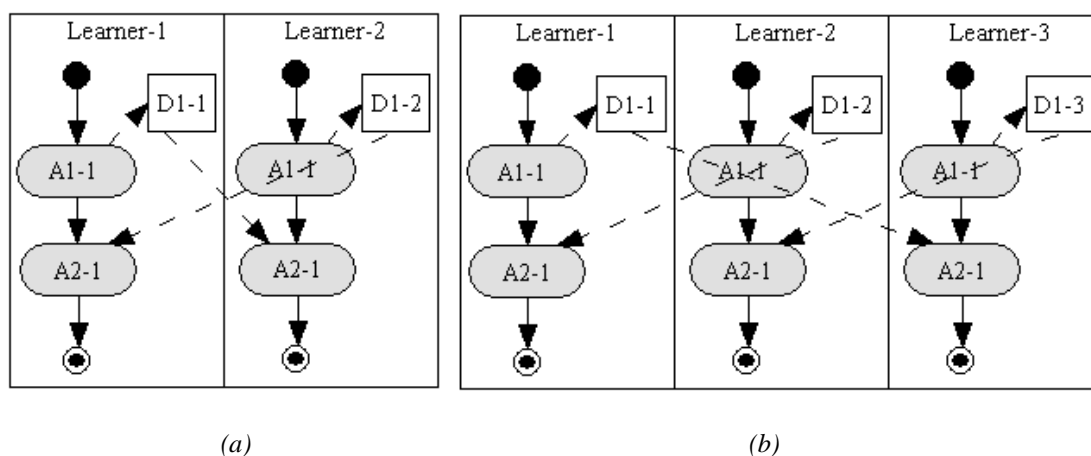 Learner-1 Learner-2
D1-1 D1-2
A1-1 A1-1
A2-1 A2-1
(a)
Learner-1 Learner-2 Learner-3
D1-1 D1-2 D1-3
A1-1 A1-1 A1-1
A2-1 A2-1 A2-1
(b)